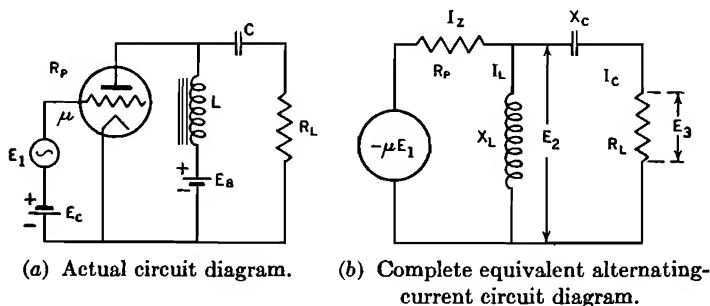 C
R_P
μ
L
R_L
E_1
E_B
+
−
+
−
E_C
(a) Actual circuit diagram.
I_Z
X_C
R_P
I_L
I_C
−μE_1
X_L
E_2
R_L
E_3
(b) Complete equivalent alternating-
current circuit diagram.